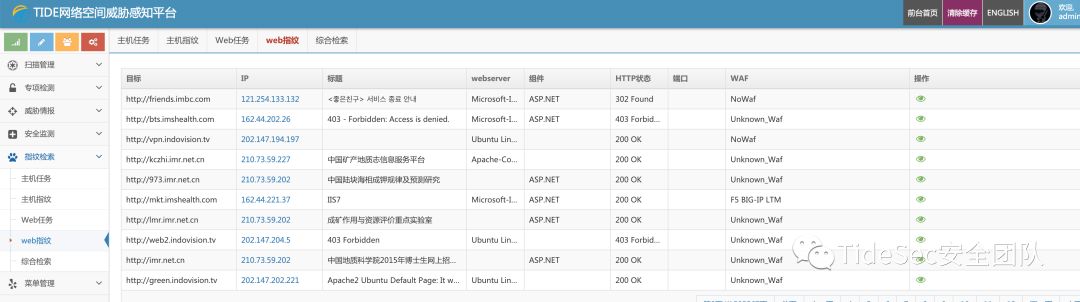 TIDE网络空间威胁感知平台
前台首页 清除缓存 ENGLISH 欢迎, admin
主机任务 主机指纹 Web任务 web指纹 综合检索
扫描管理
专项检测
威胁情报
安全监测
指纹检索
主机任务
主机指纹
Web任务
web指纹
综合检索
菜单管理
目标 IP 标题 webserver 组件 HTTP状态 端口 WAF 操作
http://friends.imbc.com 121.254.133.132 <좋은친구> 서비스 종료 안내 Microsoft-I... ASP.NET 302 Found NoWaf
http://bts.imshealth.com 162.44.202.26 403 - Forbidden: Access is denied. Microsoft-I... ASP.NET 403 Forbid... Unknown_Waf
http://vpn.indovision.tv 202.147.194.197 Ubuntu Lin... 200 OK NoWaf
http://kczhi.imr.net.cn 210.73.59.227 中国矿产地质志信息服务平台 Apache-Co... 200 OK Unknown_Waf
http://973.imr.net.cn 210.73.59.202 中国陆块海相成钾规律及预测研究 ASP.NET 200 OK Unknown_Waf
http://mkt.imshealth.com 162.44.221.37 IIS7 Microsoft-I... ASP.NET 200 OK F5 BIG-IP LTM
http://lmr.imr.net.cn 210.73.59.202 成矿作用与资源评价重点实验室 ASP.NET 200 OK Unknown_Waf
http://web2.indovision.tv 202.147.204.5 403 Forbidden Ubuntu Lin... 403 Forbid... Unknown_Waf
http://imr.net.cn 210.73.59.202 中国地质科学院2015年博士生网上招... ASP.NET 200 OK Unknown_Waf
http://green.indovision.tv 202.147.202.221 Apache2 Ubuntu Default Page: It w... Ubuntu Lin... 200 OK Unknown_Waf
TideSec安全团队